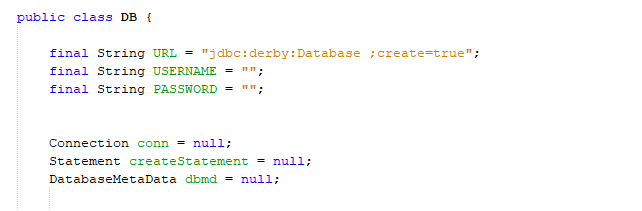 public class DB {
final String URL = "jdbc:derby:Database ;create=true";
final String USERNAME = "";
final String PASSWORD = "";
Connection conn = null;
Statement createStatement = null;
DatabaseMetaData dbmd = null;